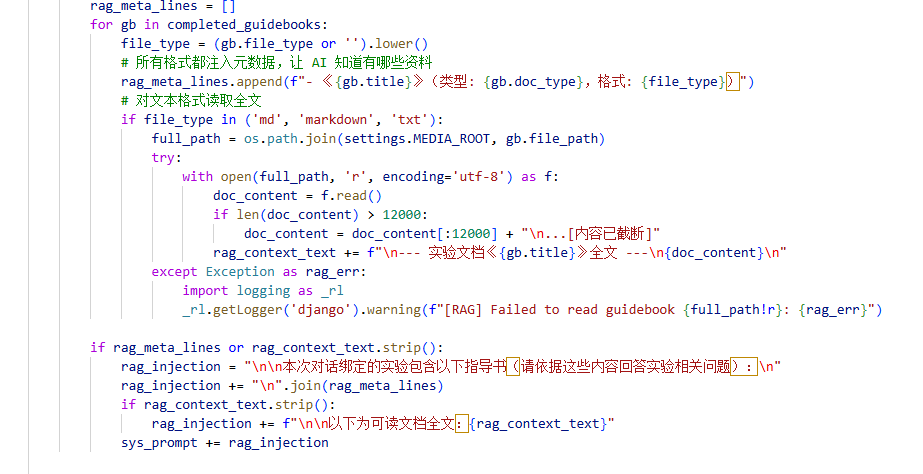 rag_meta_lines = []
for gb in completed_guidebooks:
file_type = (gb.file_type or '').lower()
# 所有格式都注入元数据，让 AI 知道有哪些资料
rag_meta_lines.append(f"- 《{gb.title}》（类型: {gb.doc_type}，格式: {file_type}）")
# 对文本格式读取全文
if file_type in ('md', 'markdown', 'txt'):
full_path = os.path.join(settings.MEDIA_ROOT, gb.file_path)
try:
with open(full_path, 'r', encoding='utf-8') as f:
doc_content = f.read()
if len(doc_content) > 12000:
doc_content = doc_content[:12000] + "\n...[内容已截断]"
rag_context_text += f"\n--- 实验文档《{gb.title}》全文 ---\n{doc_content}\n"
except Exception as rag_err:
import logging as _rl
_rl.getLogger('django').warning(f"[RAG] Failed to read guidebook {full_path!r}: {rag_err}")
if rag_meta_lines or rag_context_text.strip():
rag_injection = "\n\n本次对话绑定的实验包含以下指导书（请依据这些内容回答实验相关问题）：\n"
rag_injection += "\n".join(rag_meta_lines)
if rag_context_text.strip():
rag_injection += f"\n\n以下为可读文档全文：{rag_context_text}"
sys_prompt += rag_injection